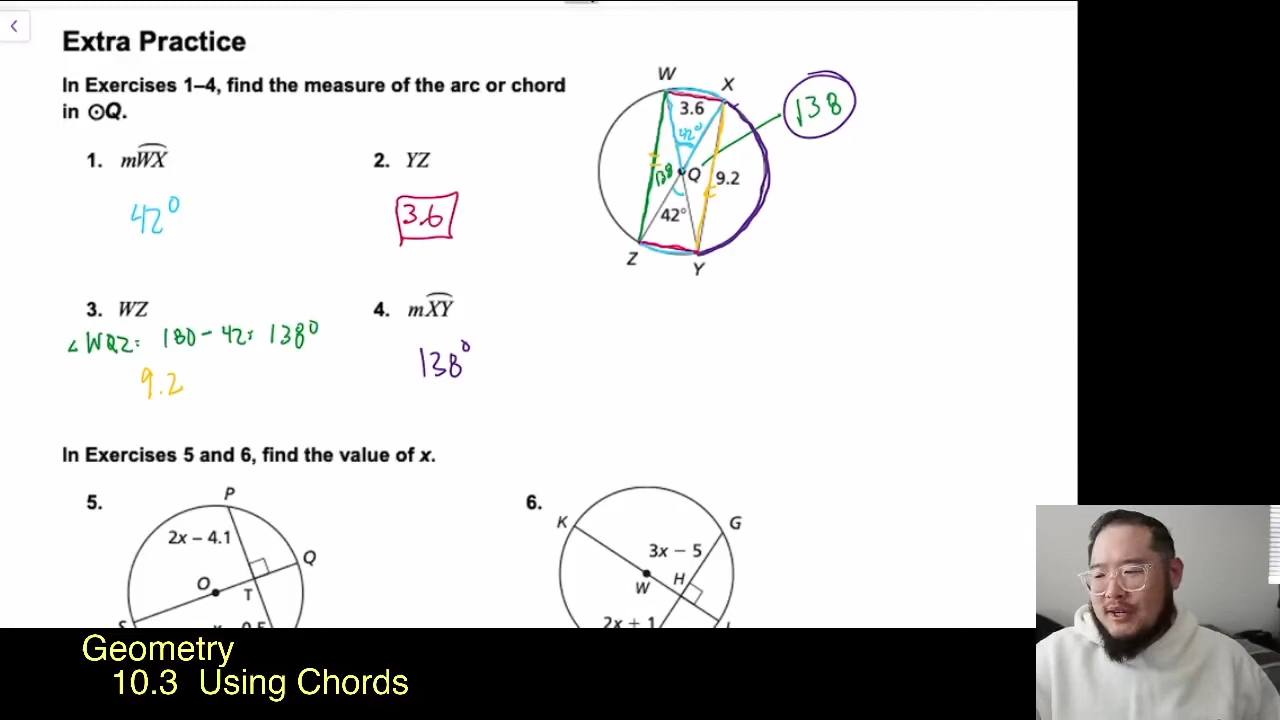 Extra Practice
In Exercises 1–4, find the measure of the arc or chord
in ⊙Q.
1. mWX
2. YZ
42°
3.6
3. WZ
4. mXY
∠WQZ: 180 - 42 = 138°
9.2
138°
W
X
3.6
42°
138
138
Q
9.2
42°
Z
Y
In Exercises 5 and 6, find the value of x.
5.
P
2x − 4.1
Q
O
T
6.
K
G
3x − 5
W
H
2x + 1
Geometry
10.3 Using Chords